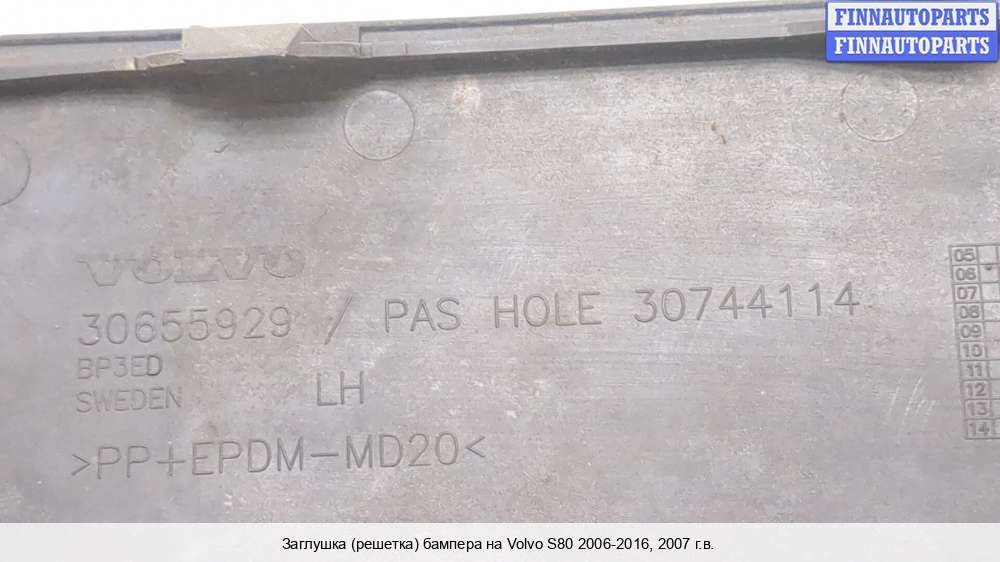 FINNAUTOPARTS
FINNAUTOPARTS
VOLVO
30655929 / PAS HOLE 30744114
BP3ED
SWEDEN LH
>PP+EPDM-MD20<
05
06
07
08
09
10
11
12
13
14
Заглушка (решетка) бампера на Volvo S80 2006-2016, 2007 г.в.